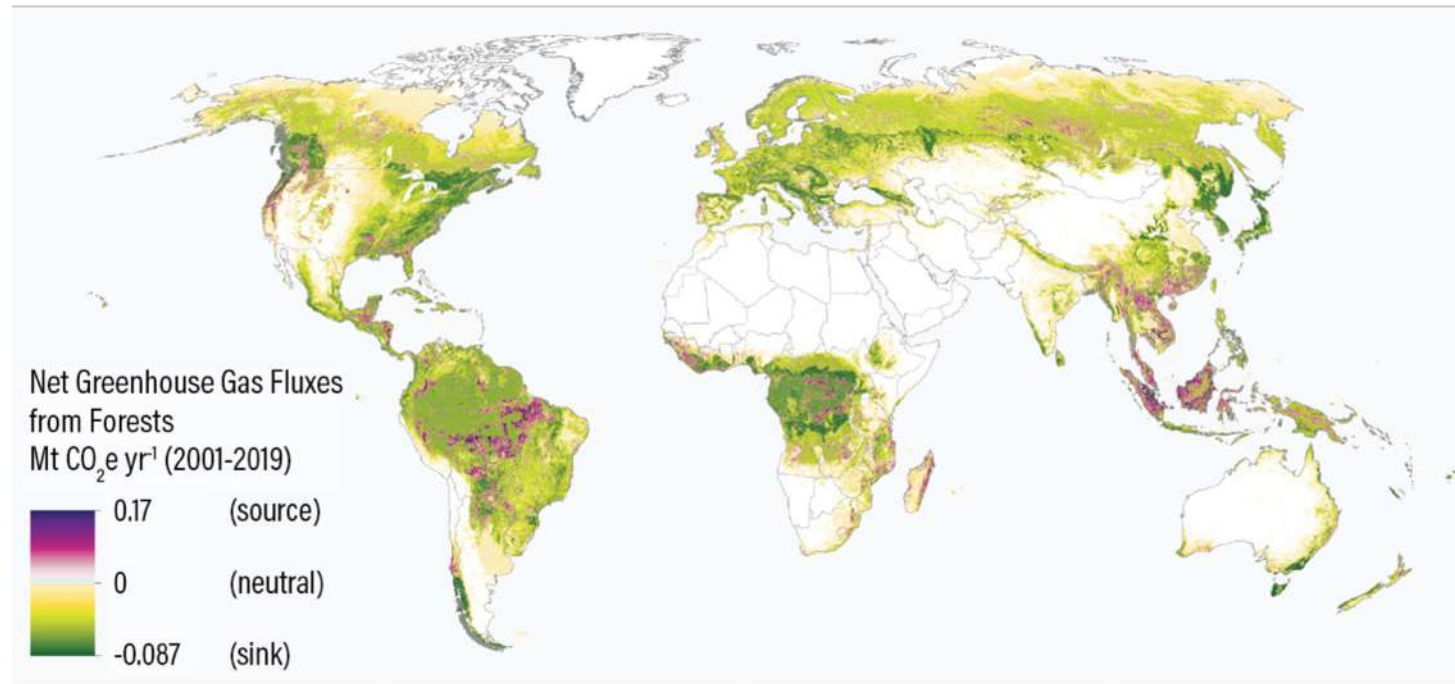 Net Greenhouse Gas Fluxes
from Forests
Mt CO₂e yr⁻¹ (2001-2019)
0.17 (source)
0 (neutral)
-0.087 (sink)